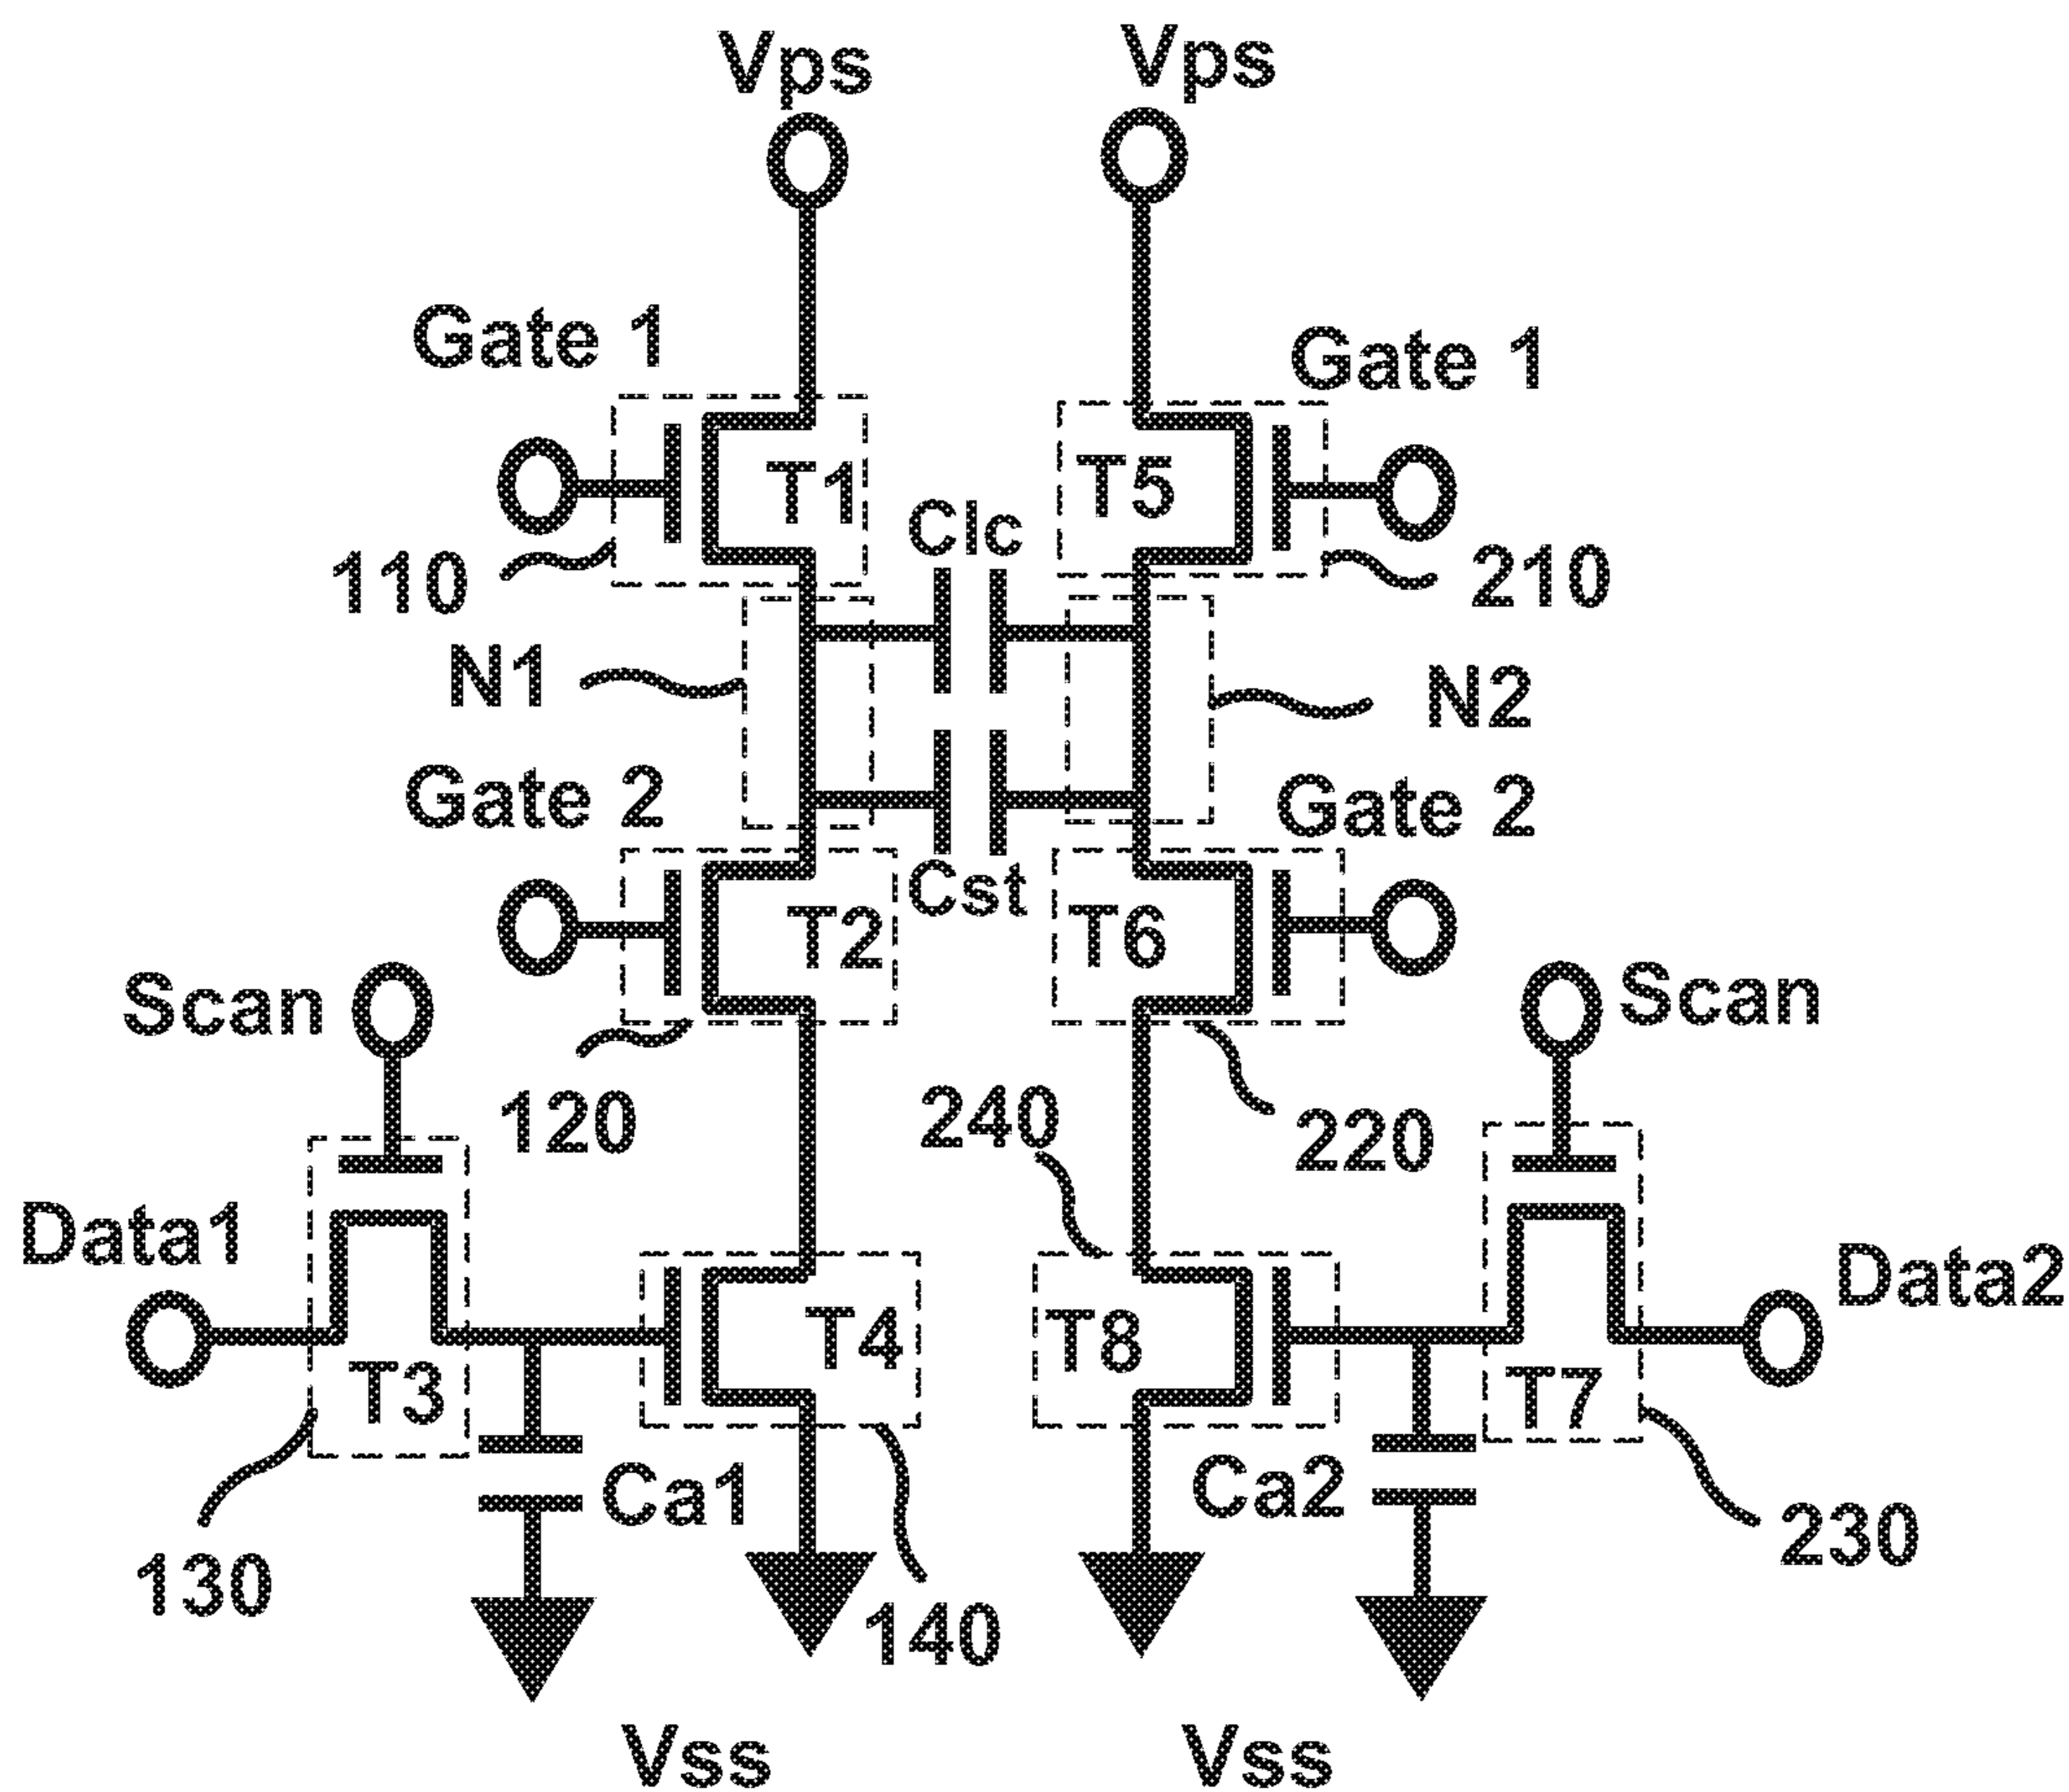 Vps
Vps
Gate 1
Gate 1
T1
T5
Clc
110
210
N1
N2
Gate 2
Gate 2
Cst
T2
T6
Scan
Scan
120
240
220
Data1
Data2
T4
T8
T3
T7
Ca1
Ca2
130
230
140
Vss
Vss